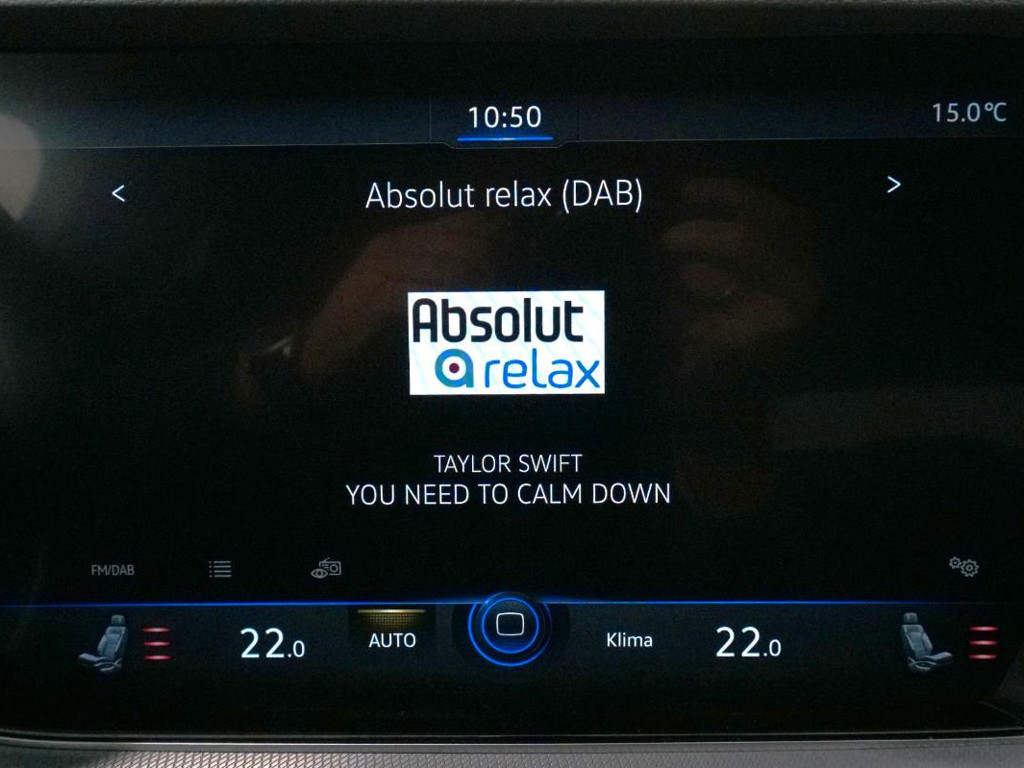 10:50
15.0°C
< Absolut relax (DAB) >
Absolut
relax
TAYLOR SWIFT
YOU NEED TO CALM DOWN
FM/DAB
22.0 AUTO Klima 22.0